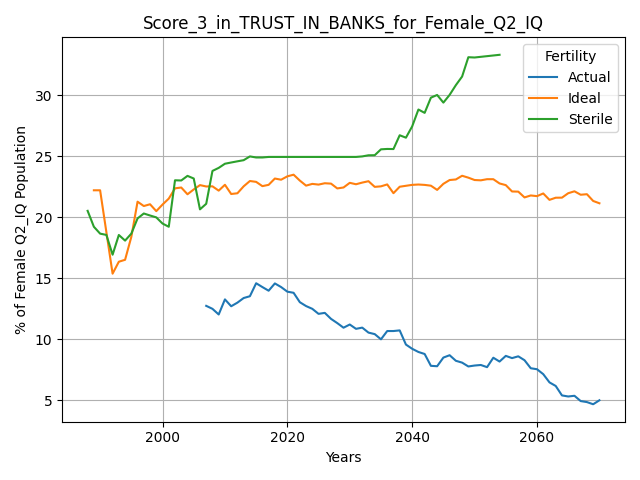 Score_3_in_TRUST_IN_BANKS_for_Female_Q2_IQ
% of Female Q2_IQ Population
30
25
20
15
10
5
Fertility
Actual
Ideal
Sterile
2000
2020
2040
2060
Years